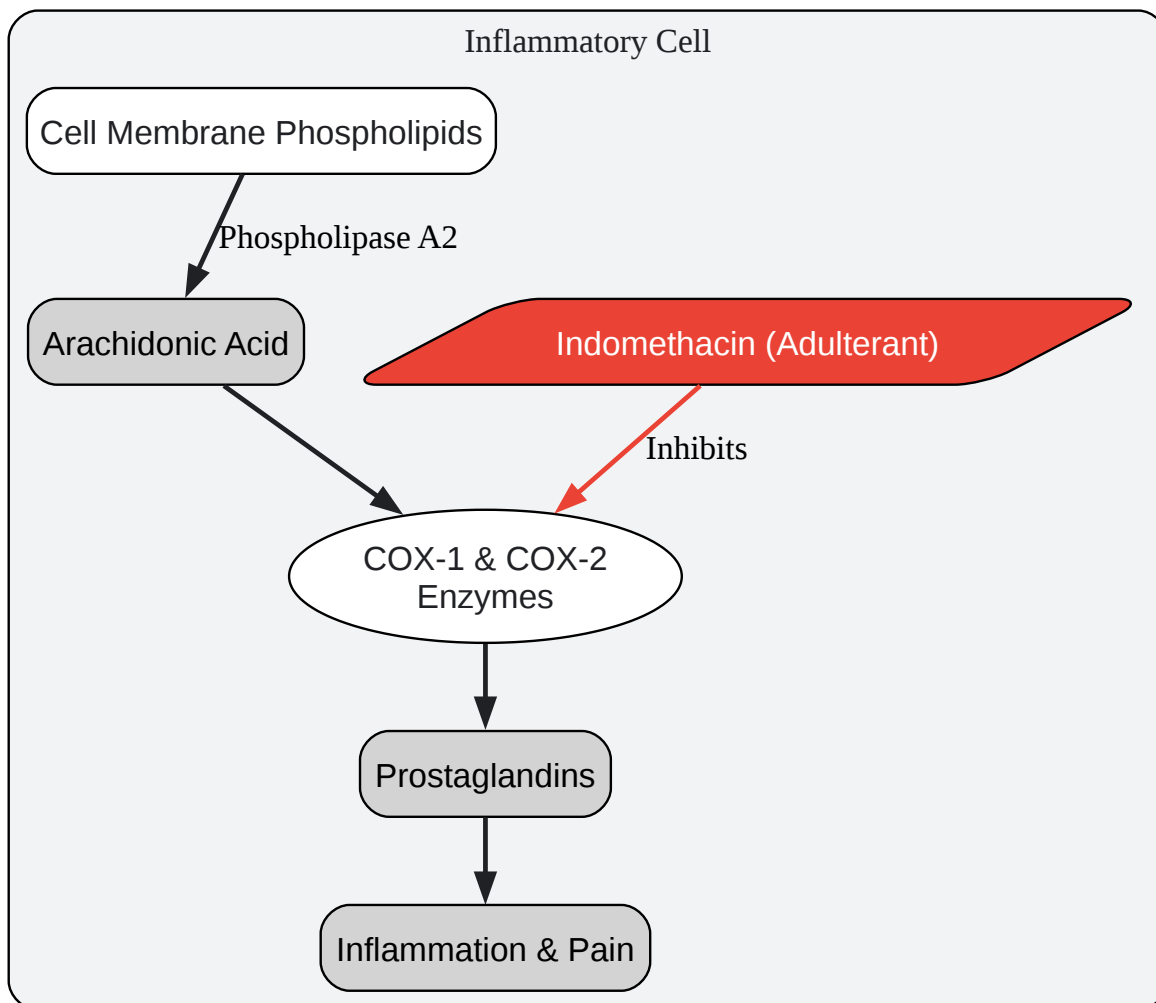 Inflammatory Cell
Cell Membrane Phospholipids
Phospholipase A2
Arachidonic Acid
Indomethacin (Adulterant)
Inhibits
COX-1 & COX-2
Enzymes
Prostaglandins
Inflammation & Pain